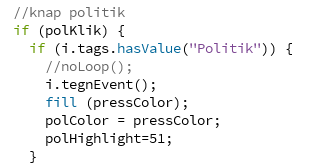 //knap politik
if (polKlik) {
if (i.tags.hasValue("Politik")) {
//noLoop();
i.tegnEvent();
fill (pressColor);
polColor = pressColor;
polHighlight=51;
}